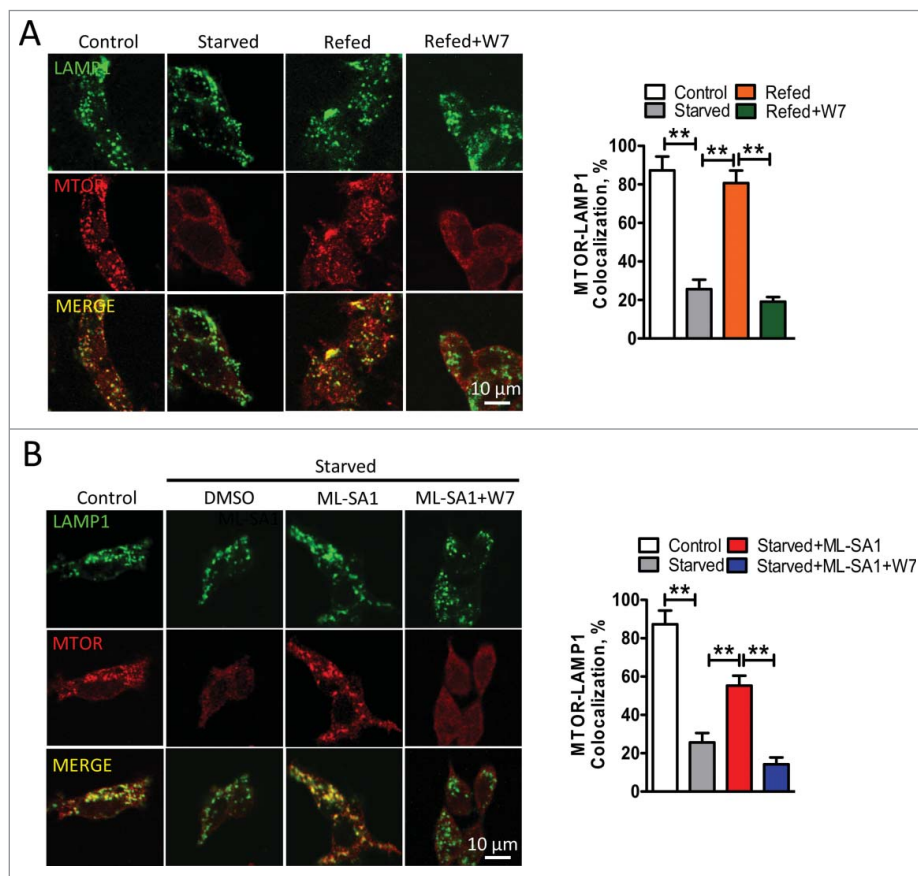 A
Control Starved Refed Refed+W7
LAMP1
MTOR
MERGE
10 µm
Control Refed
Starved Refed+W7
** ** **
MTOR-LAMP1
Colocalization, %
100
80
60
40
20
0
B
Starved
Control DMSO ML-SA1 ML-SA1+W7
ML-SA1
LAMP1
MTOR
MERGE
10 µm
Control Starved+ML-SA1
Starved Starved+ML-SA1+W7
**
** **
MTOR-LAMP1
Colocalization, %
100
80
60
40
20
0